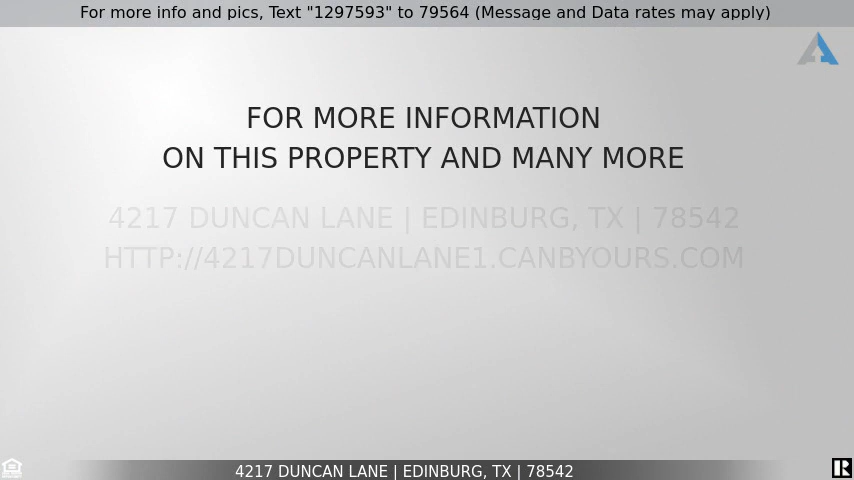 For more info and pics, Text "1297593" to 79564 (Message and Data rates may apply)
FOR MORE INFORMATION
ON THIS PROPERTY AND MANY MORE
4217 DUNCAN LANE | EDINBURG, TX | 78542
HTTP://4217DUNCANLANE1.CANBYOURS.COM
4217 DUNCAN LANE | EDINBURG, TX | 78542